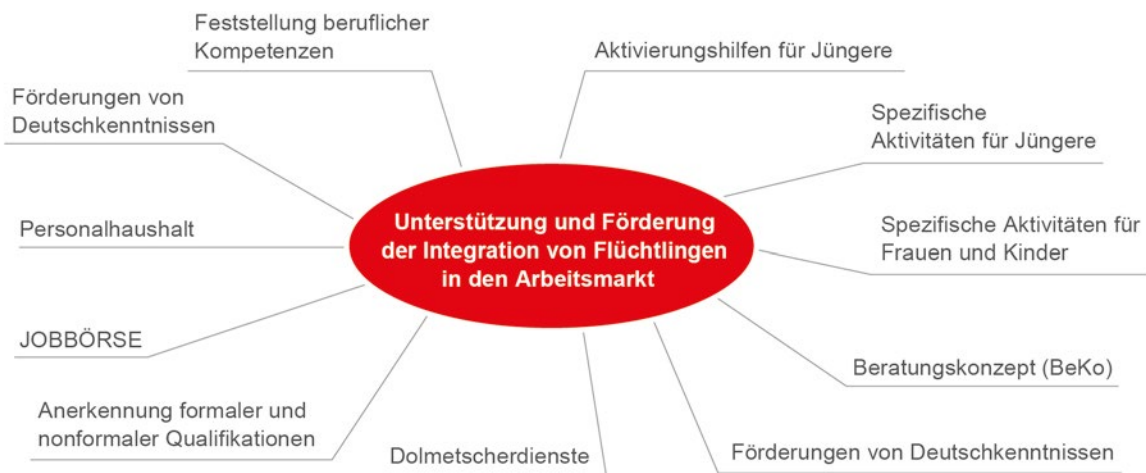 Feststellung beruflicher
Kompetenzen
Aktivierungshilfen für Jüngere
Förderungen von
Deutschkenntnissen
Spezifische
Aktivitäten für Jüngere
Personalhaushalt
Unterstützung und Förderung
der Integration von Flüchtlingen
in den Arbeitsmarkt
Spezifische Aktivitäten für
Frauen und Kinder
JOBBÖRSE
Beratungskonzept (BeKo)
Anerkennung formaler und
nonformaler Qualifikationen
Dolmetscherdienste
Förderungen von Deutschkenntnissen